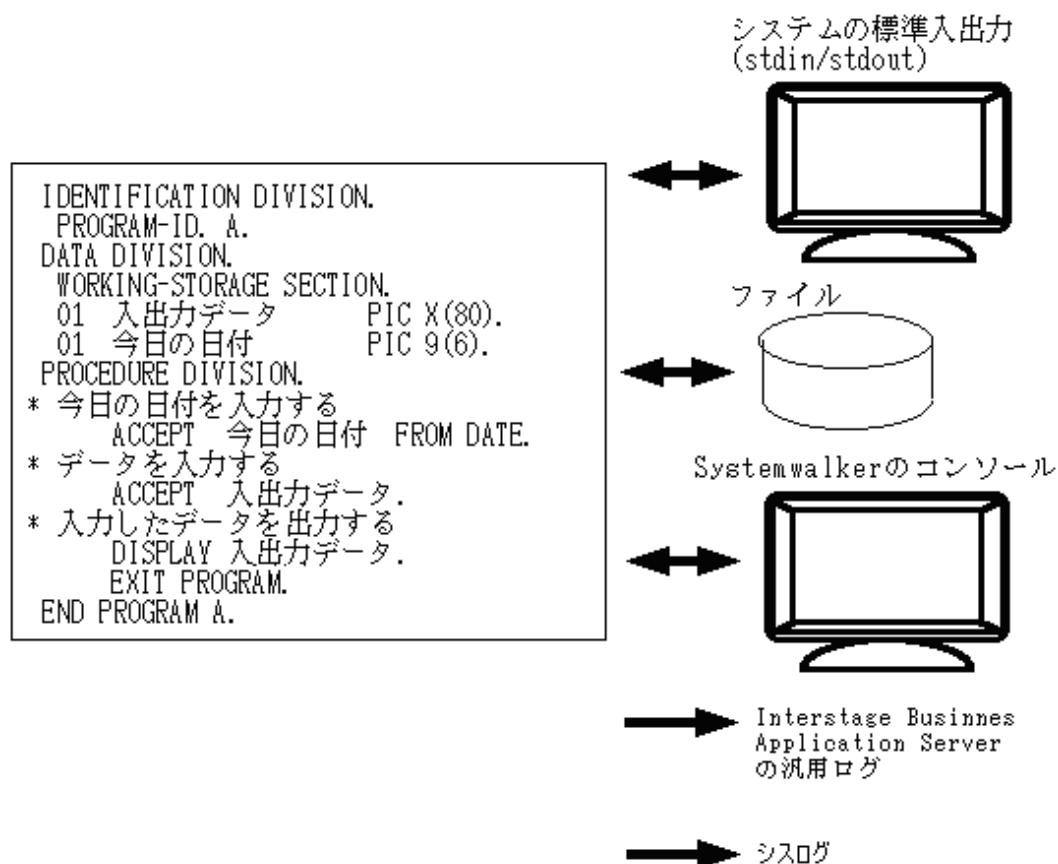 システムの標準入出力
(stdin/stdout)
IDENTIFICATION DIVISION.
PROGRAM-ID. A.
DATA DIVISION.
WORKING-STORAGE SECTION.
01 入出力データ PIC X(80).
01 今日の日付 PIC 9(6).
PROCEDURE DIVISION.
* 今日の日付を入力する
ACCEPT 今日の日付 FROM DATE.
* データを入力する
ACCEPT 入出力データ.
* 入力したデータを出力する
DISPLAY 入出力データ.
EXIT PROGRAM.
END PROGRAM A.
ファイル
Systemwalkerのコンソール
Interstage Businnes
Application Server
の汎用ログ
シスログ